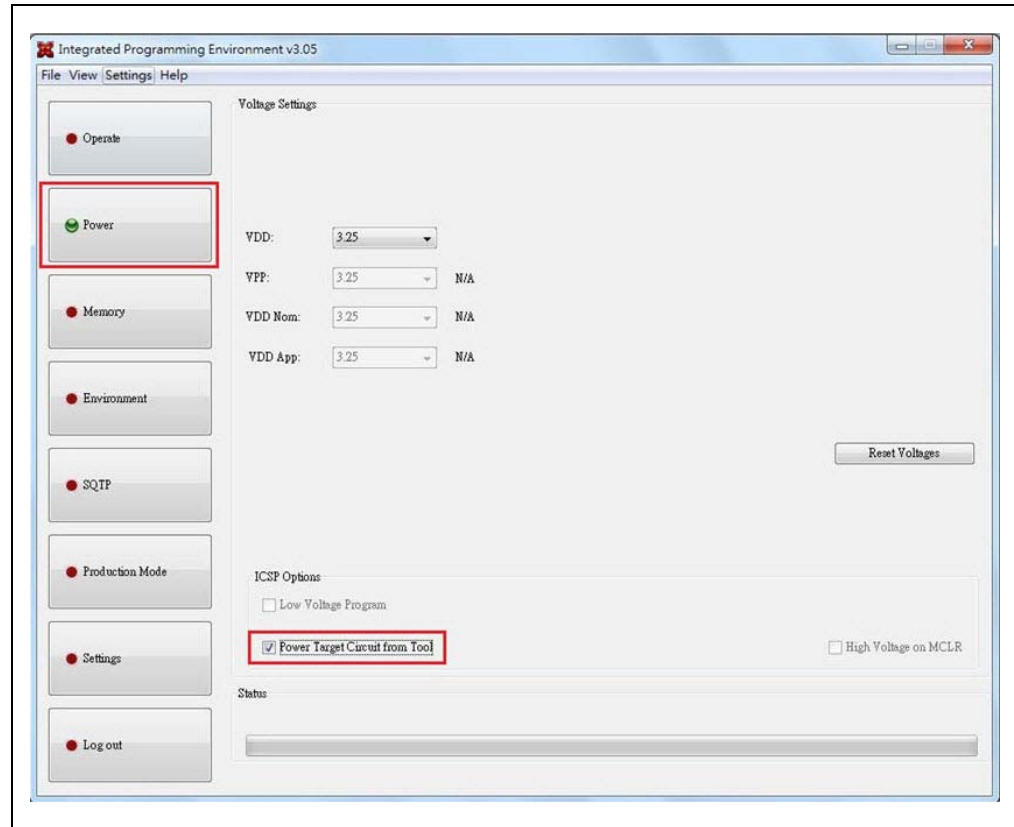 Integrated Programming Environment v3.05
File View Settings Help
Operate
Power
Memory
Environment
SQTP
Production Mode
Settings
Log out
Voltage Settings
VDD: 3.25
VPP: 3.25 N/A
VDD Nom: 3.25 N/A
VDD App: 3.25 N/A
Reset Voltages
ICSP Options
Low Voltage Program
Power Target Circuit from Tool
High Voltage on MCLR
Status